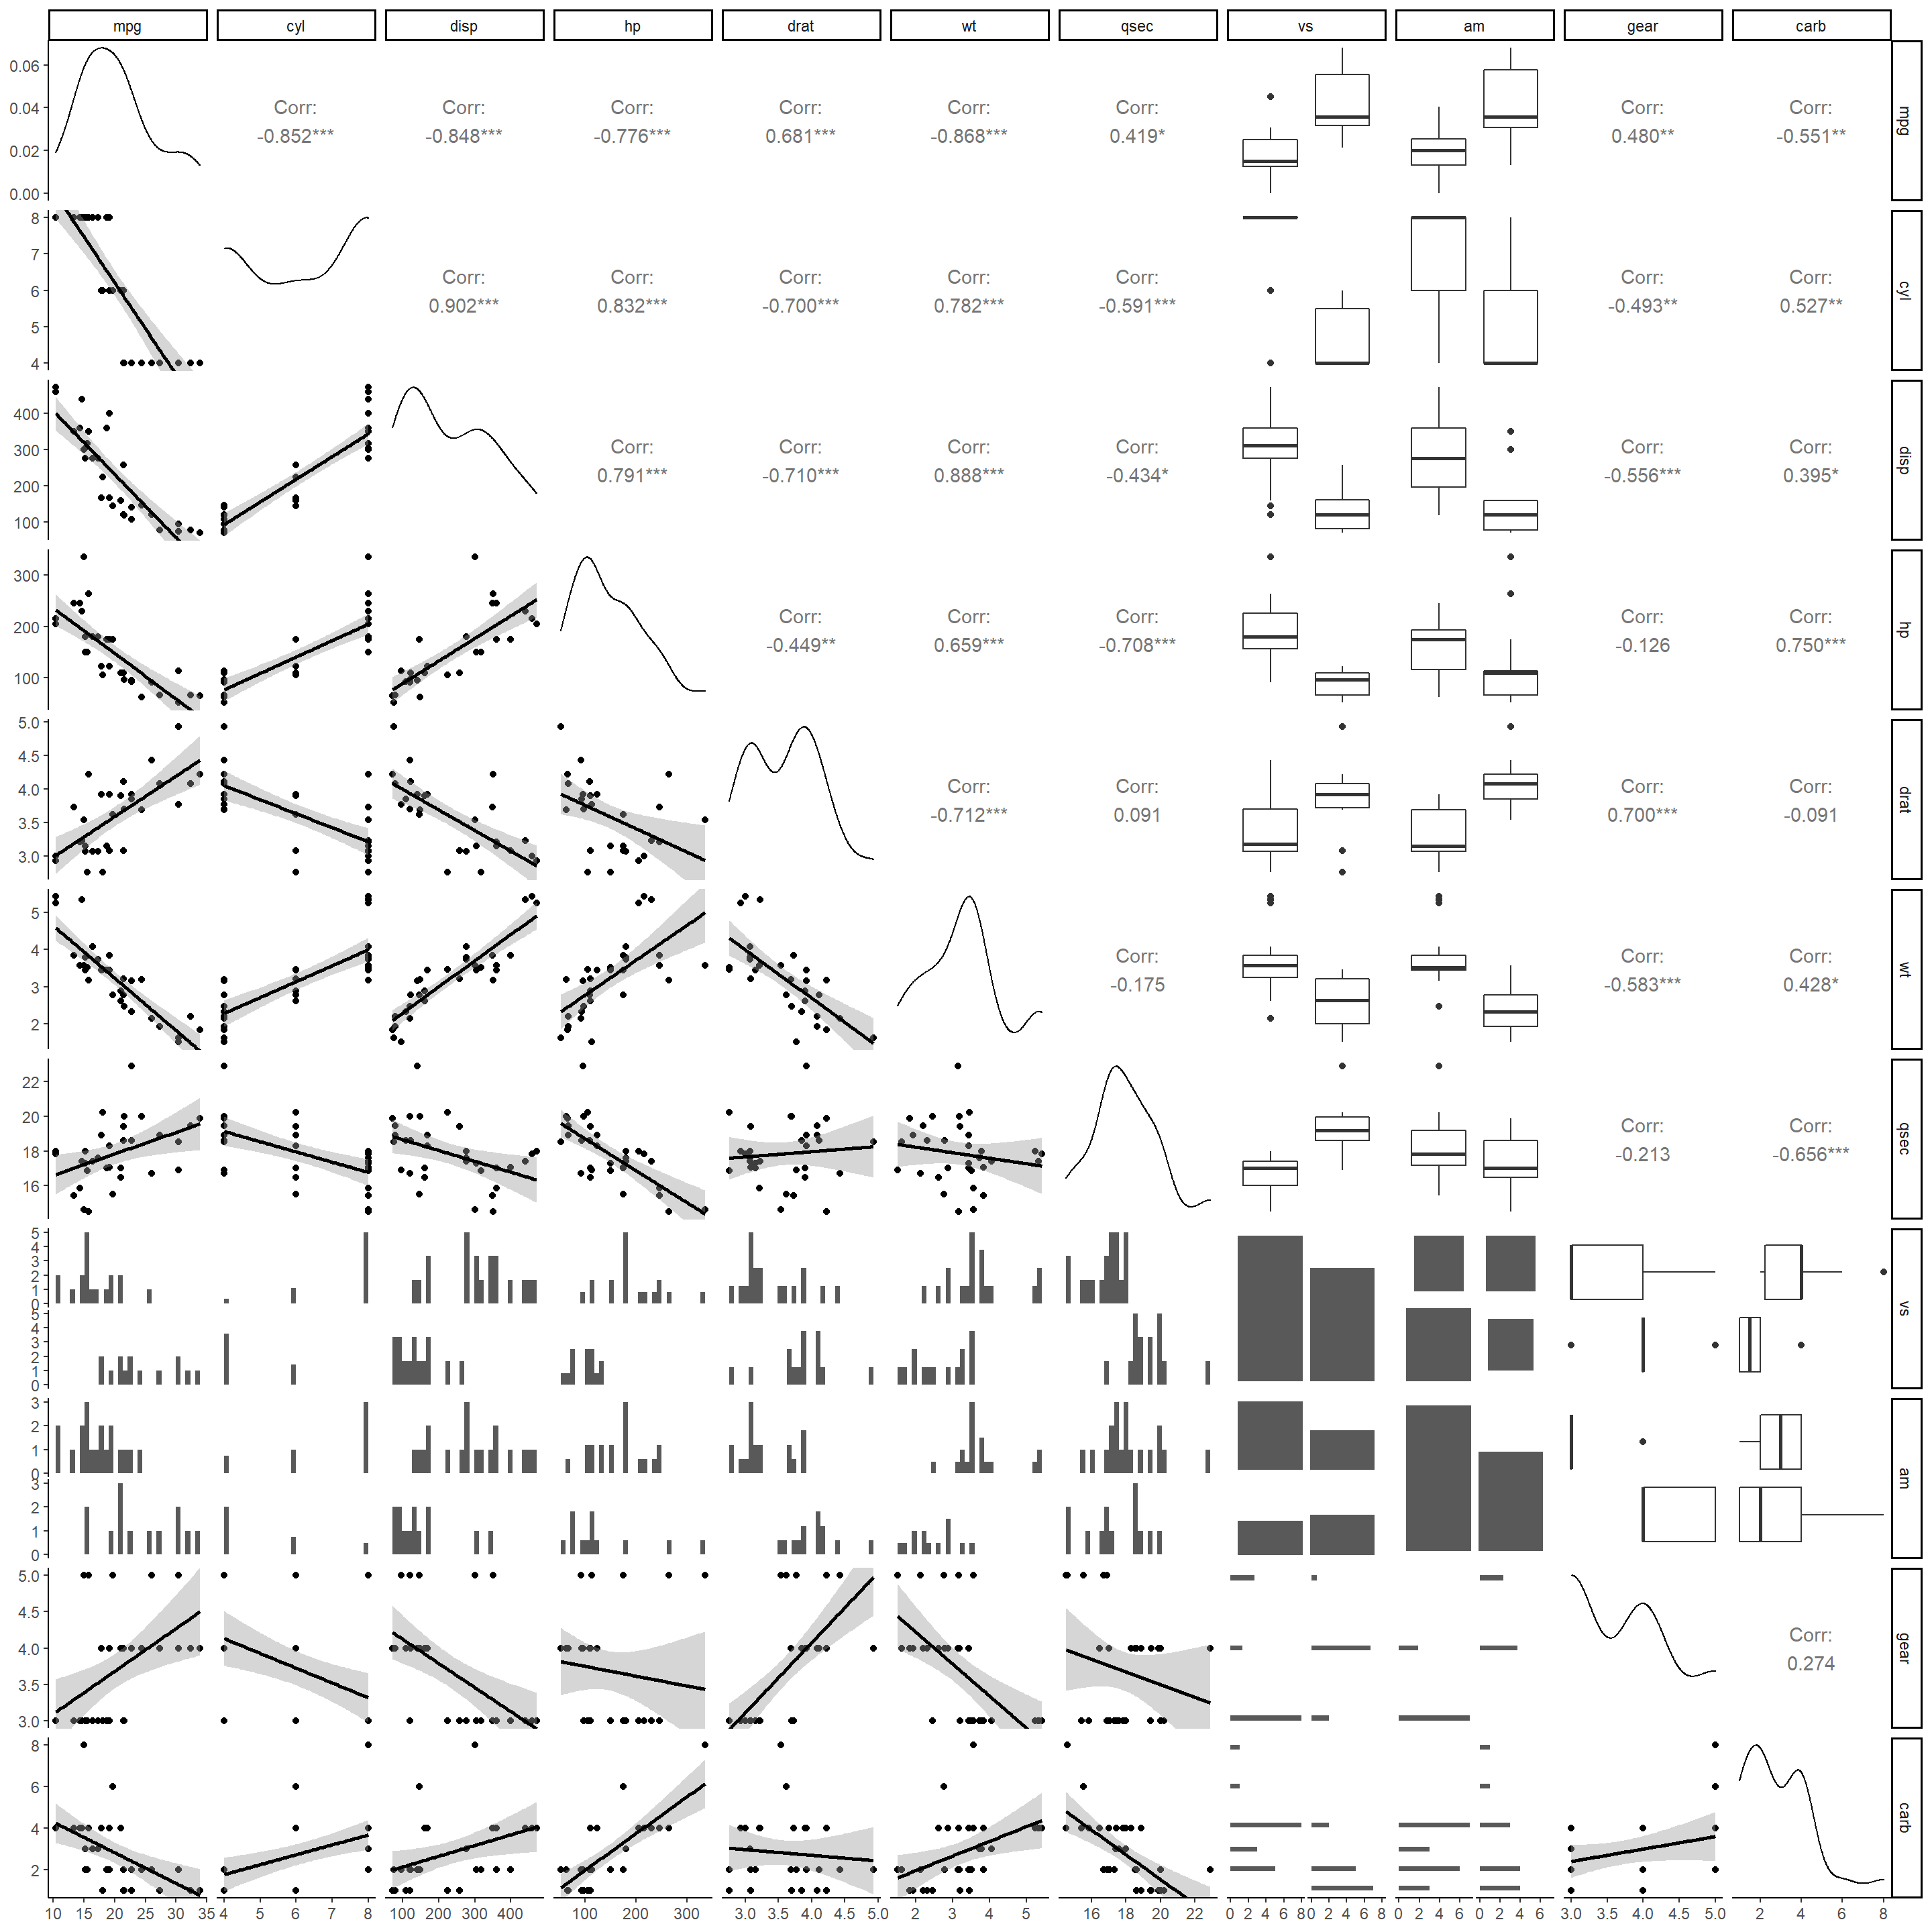 mpg cyl disp hp drat wt qsec vs am gear carb
0.06
0.04
0.02
0.00
Corr: Corr: Corr: Corr: Corr: Corr: Corr: Corr:
-0.852*** -0.848*** -0.776*** 0.681*** -0.868*** 0.419* 0.480** -0.551**
mpg
8
7
6
5
4
Corr: Corr: Corr: Corr: Corr: Corr: Corr:
0.902*** 0.832*** -0.700*** 0.782*** -0.591*** -0.493** 0.527**
cyl
400
300
200
100
Corr: Corr: Corr: Corr: Corr: Corr:
0.791*** -0.710*** 0.888*** -0.434* -0.556*** 0.395*
disp
300
200
100
Corr: Corr: Corr: Corr: Corr:
-0.449** 0.659*** -0.708*** -0.126 0.750***
hp
5.0
4.5
4.0
3.5
3.0
Corr: Corr: Corr: Corr:
-0.712*** 0.091 0.700*** -0.091
drat
5
4
3
2
Corr: Corr: Corr:
-0.175 -0.583*** 0.428*
wt
22
20
18
16
Corr: Corr:
-0.213 -0.656***
qsec
5
4
3
2
1
0
5
4
3
2
1
0
vs
3
2
1
0
3
2
1
0
am
5.0
4.5
4.0
3.5
3.0
Corr:
0.274
gear
8
6
4
2
carb
10 15 20 25 30 35 4 5 6 7 8 100 200 300 400 100 200 300 3.0 3.5 4.0 4.5 5.0 2 3 4 5 16 18 20 22 0 2 4 6 8 0 2 4 6 8 0 2 4 6 8 0 2 4 6 3.0 3.5 4.0 4.5 5.0 2 4 6 8